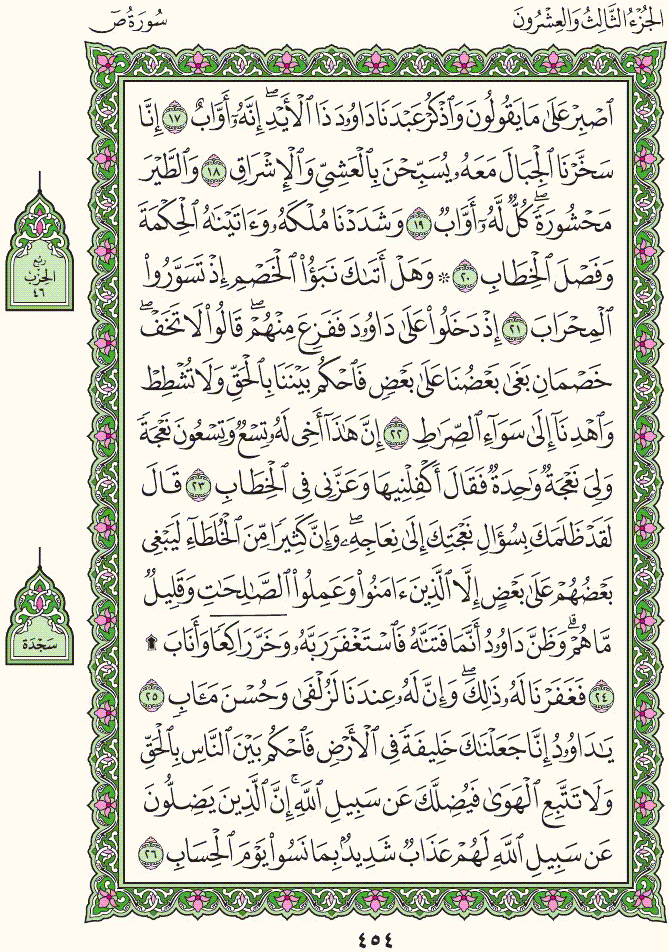 الجُزْءُ الثَّالِثُ وَالعِشْرُونَ
سُورَةُ صٓ
ٱصۡبِرۡ عَلَىٰ مَا يَقُولُونَ وَٱذۡكُرۡ عَبۡدَنَا دَاوُۥدَ ذَا ٱلۡأَيۡدِۖ إِنَّهُۥٓ أَوَّابٌ ١٧ إِنَّا
سَخَّرۡنَا ٱلۡجِبَالَ مَعَهُۥ يُسَبِّحۡنَ بِٱلۡعَشِيِّ وَٱلۡإِشۡرَاقِ ١٨ وَٱلطَّيۡرَ
مَحۡشُورَةٗۖ كُلّٞ لَّهُۥٓ أَوَّابٞ ١٩ وَشَدَدۡنَا مُلۡكَهُۥ وَءَاتَيۡنَٰهُ ٱلۡحِكۡمَةَ
وَفَصۡلَ ٱلۡخِطَابِ ٢٠ ۞ وَهَلۡ أَتَىٰكَ نَبَؤُاْ ٱلۡخَصۡمِ إِذۡ تَسَوَّرُواْ
ٱلۡمِحۡرَابَ ٢١ إِذۡ دَخَلُواْ عَلَىٰ دَاوُۥدَ فَفَزِعَ مِنۡهُمۡۖ قَالُواْ لَا تَخَفۡۖ
خَصۡمَانِ بَغَىٰ بَعۡضُنَا عَلَىٰ بَعۡضٖ فَٱحۡكُم بَيۡنَنَا بِٱلۡحَقِّ وَلَا تُشۡطِطۡ
وَٱهۡدِنَآ إِلَىٰ سَوَآءِ ٱلصِّرَٰطِ ٢٢ إِنَّ هَٰذَآ أَخِي لَهُۥ تِسۡعٞ وَتِسۡعُونَ نَعۡجَةٗ
وَلِيَ نَعۡجَةٞ وَٰحِدَةٞ فَقَالَ أَكۡفِلۡنِيهَا وَعَزَّنِي فِي ٱلۡخِطَابِ ٢٣ قَالَ
لَقَدۡ ظَلَمَكَ بِسُؤَالِ نَعۡجَتِكَ إِلَىٰ نِعَاجِهِۦۖ وَإِنَّ كَثِيرٗا مِّنَ ٱلۡخُلَطَآءِ لَيَبۡغِي
بَعۡضُهُمۡ عَلَىٰ بَعۡضٍ إِلَّا ٱلَّذِينَ ءَامَنُواْ وَعَمِلُواْ ٱلصَّٰلِحَٰتِ وَقَلِيلٞ
مَّا هُمۡۗ وَظَنَّ دَاوُۥدُ أَنَّمَا فَتَنَّٰهُ فَٱسۡتَغۡفَرَ رَبَّهُۥ وَخَرَّۤ رَاكِعٗاۤ وَأَنَابَ ۩
٢٤ فَغَفَرۡنَا لَهُۥ ذَٰلِكَۖ وَإِنَّ لَهُۥ عِندَنَا لَزُلۡفَىٰ وَحُسۡنَ مَـَٔابٖ ٢٥
يَٰدَاوُۥدُ إِنَّا جَعَلۡنَٰكَ خَلِيفَةٗ فِي ٱلۡأَرۡضِ فَٱحۡكُم بَيۡنَ ٱلنَّاسِ بِٱلۡحَقِّ
وَلَا تَتَّبِعِ ٱلۡهَوَىٰ فَيُضِلَّكَ عَن سَبِيلِ ٱللَّهِۚ إِنَّ ٱلَّذِينَ يَضِلُّونَ
عَن سَبِيلِ ٱللَّهِ لَهُمۡ عَذَابٞ شَدِيدُۢ بِمَا نَسُواْ يَوۡمَ ٱلۡحِسَابِ ٢٦
رُبْعُ
الْحِزْبِ
٤٦
سَجْدَة
٤٥٤